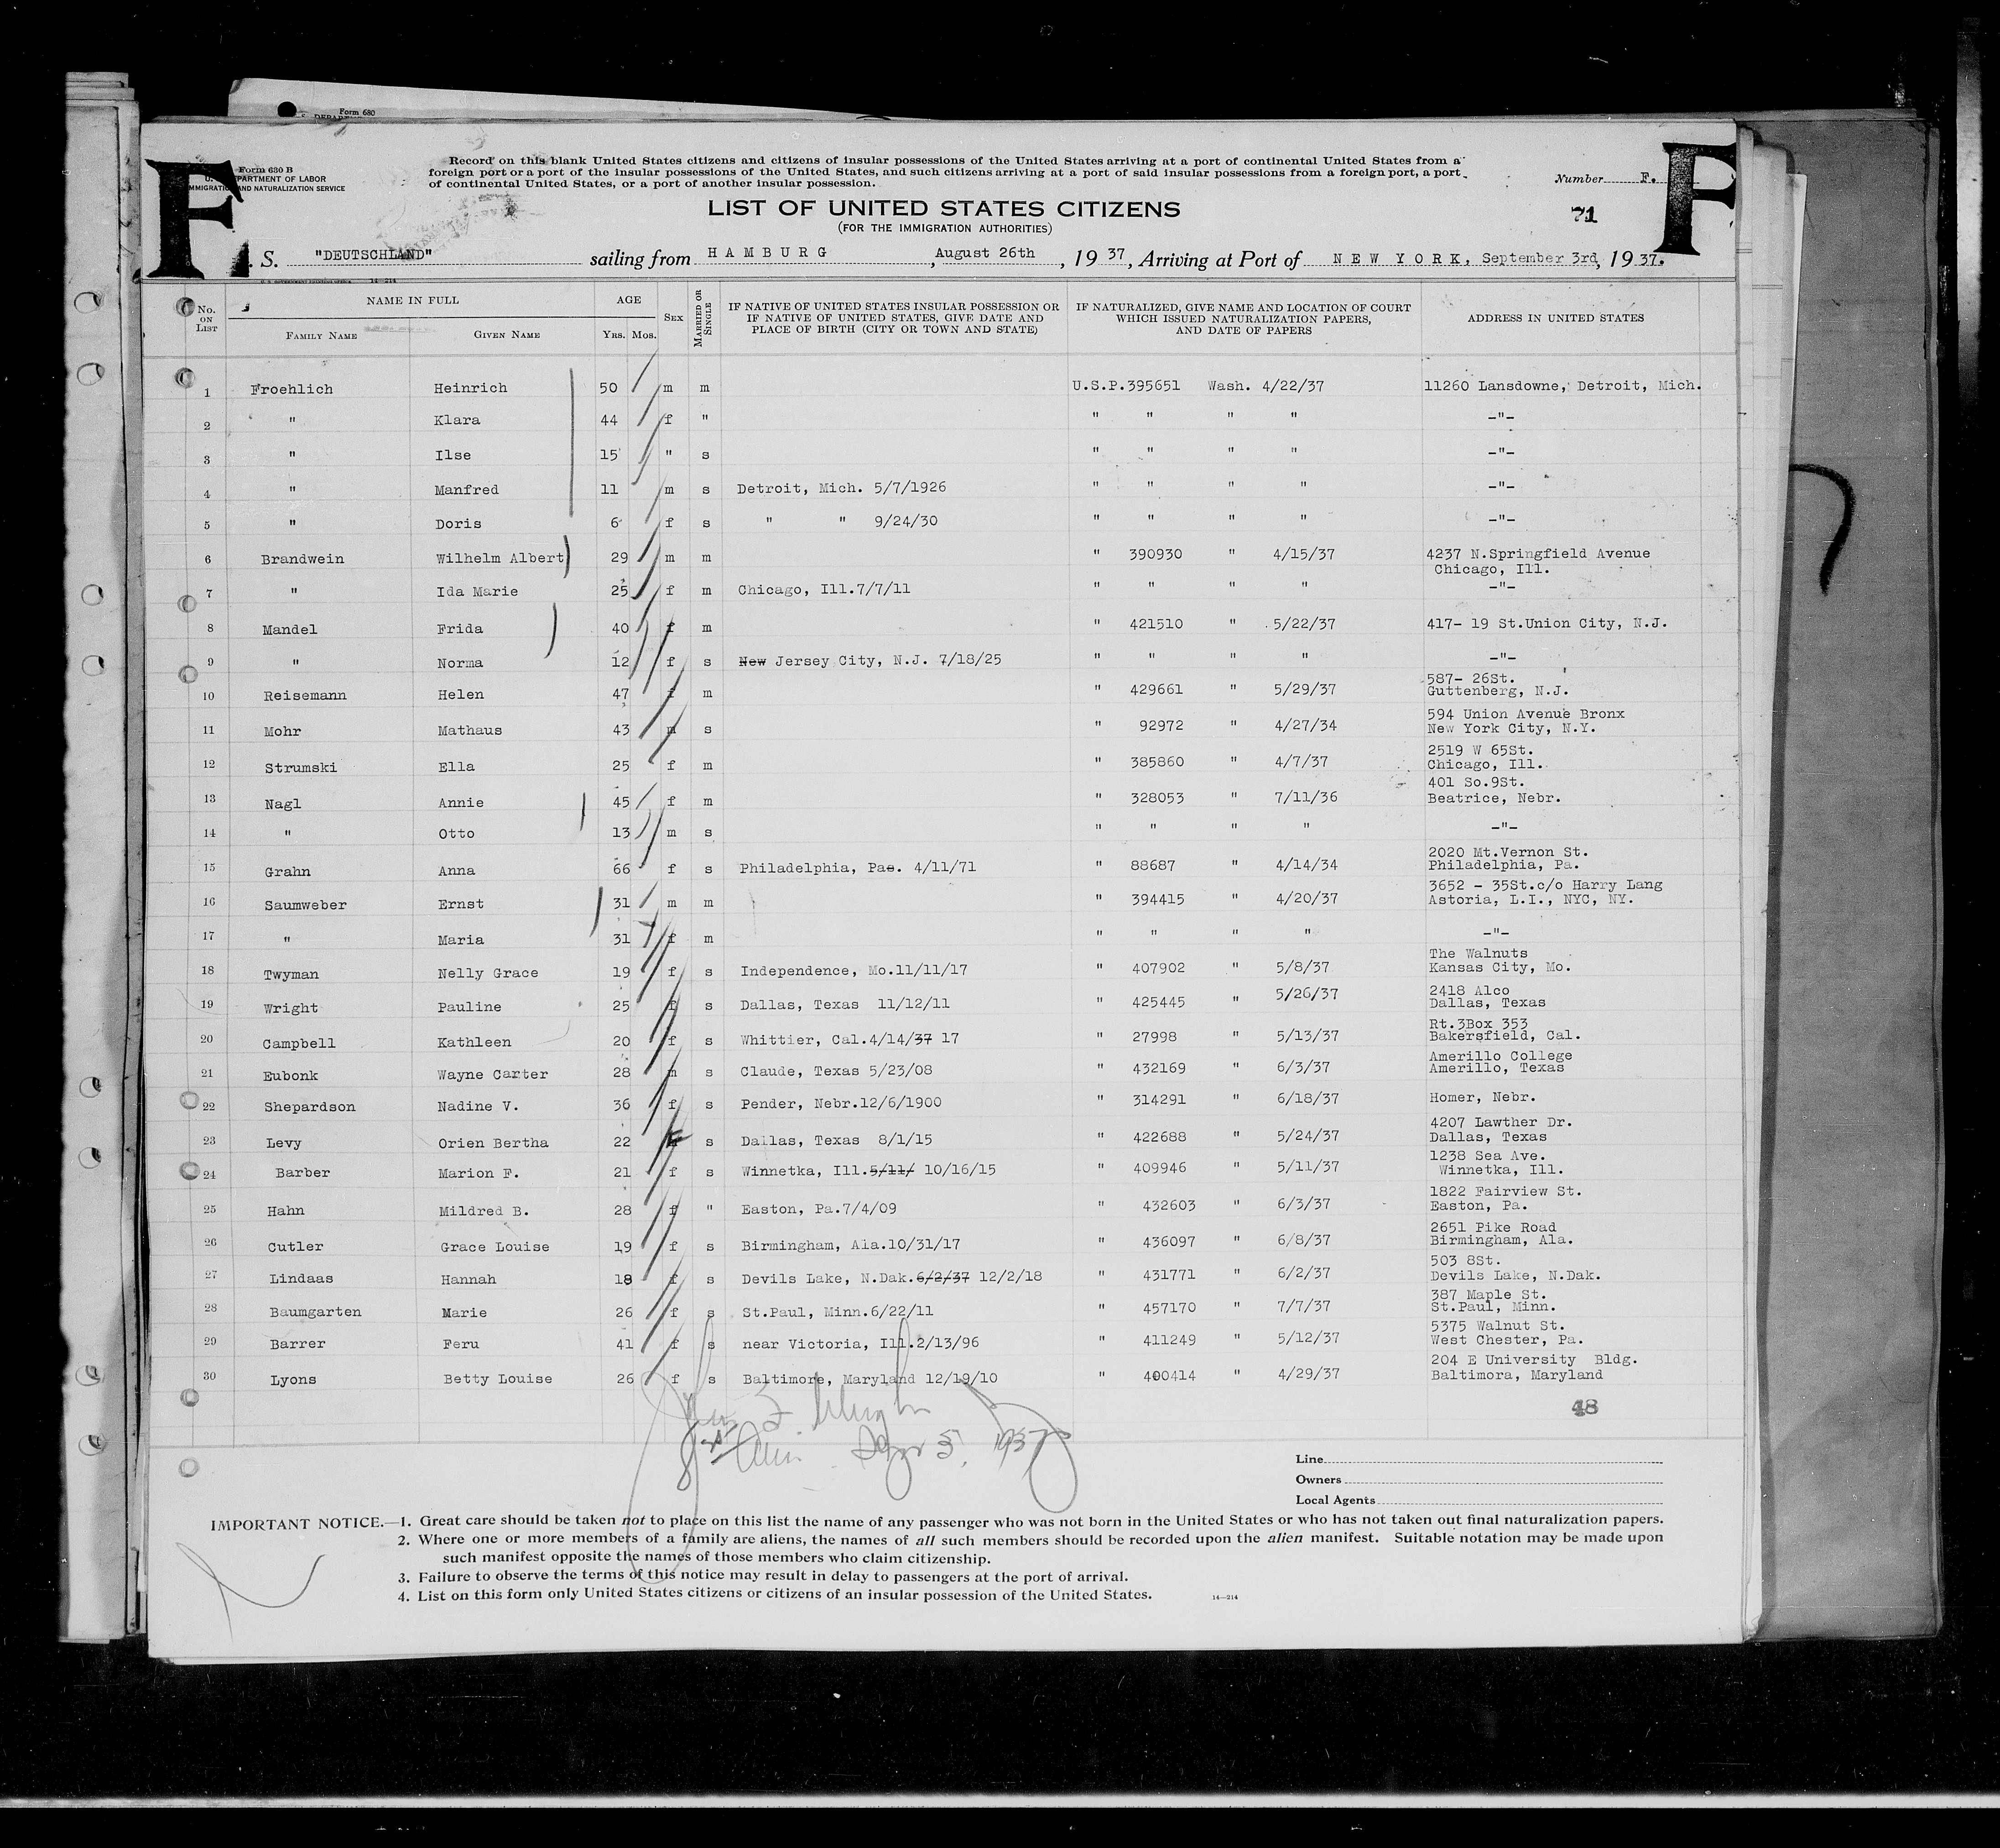 Form 680
Form 630 B
U. S. DEPARTMENT OF LABOR
IMMIGRATION AND NATURALIZATION SERVICE
F F
Record on this blank United States citizens and citizens of insular possessions of the United States arriving at a port of continental United States from a
foreign port or a port of the insular possessions of the United States, and such citizens arriving at a port of said insular possessions from a foreign port, a port
of continental United States, or a port of another insular possession.
Number F.
LIST OF UNITED STATES CITIZENS
71
(FOR THE IMMIGRATION AUTHORITIES)
S. "DEUTSCHLAND" sailing from HAMBURG, August 26th, 1937, Arriving at Port of NEW YORK, September 3rd, 1937.
No. ON LIST NAME IN FULL FAMILY NAME GIVEN NAME AGE YRS. MOS. SEX MARRIED OR SINGLE IF NATIVE OF UNITED STATES INSULAR POSSESSION OR IF NATIVE OF UNITED STATES, GIVE DATE AND PLACE OF BIRTH (CITY OR TOWN AND STATE) IF NATURALIZED, GIVE NAME AND LOCATION OF COURT WHICH ISSUED NATURALIZATION PAPERS, AND DATE OF PAPERS ADDRESS IN UNITED STATES
1 Froehlich Heinrich 50 m m U.S.P.395651 Wash. 4/22/37 11260 Lansdowne, Detroit, Mich.
2 " Klara 44 f " " " " " -"-
3 " Ilse 15 " s " " " " -"-
4 " Manfred 11 m s Detroit, Mich. 5/7/1926 " " " " -"-
5 " Doris 6 f s " " 9/24/30 " " " " -"-
6 Brandwein Wilhelm Albert 29 m m " 390930 " 4/15/37 4237 N.Springfield Avenue
Chicago, Ill.
7 " Ida Marie 25 f m Chicago, Ill.7/7/11 " " " " -"-
8 Mandel Frida 40 f m " 421510 " 5/22/37 417- 19 St.Union City, N.J.
9 " Norma 12 f s New Jersey City, N.J. 7/18/25 " " " " -"-
10 Reisemann Helen 47 f m " 429661 " 5/29/37 587- 26St.
Guttenberg, N.J.
11 Mohr Mathaus 43 m s " 92972 " 4/27/34 594 Union Avenue Bronx
New York City, N.Y.
12 Strumski Ella 25 f m " 385860 " 4/7/37 2519 W 65St.
Chicago, Ill.
13 Nagl Annie 45 f m " 328053 " 7/11/36 401 So.9St.
Beatrice, Nebr.
14 " Otto 13 m s " " " " -"-
15 Grahn Anna 66 f s Philadelphia, Pae. 4/11/71 " 88687 " 4/14/34 2020 Mt.Vernon St.
Philadelphia, Pa.
16 Saumweber Ernst 31 m m " 394415 " 4/20/37 3652 - 35St.c/o Harry Lang
Astoria, L.I., NYC, NY.
17 " Maria 31 f m " " " " -"-
18 Twyman Nelly Grace 19 f s Independence, Mo.11/11/17 " 407902 " 5/8/37 The Walnuts
Kansas City, Mo.
19 Wright Pauline 25 f s Dallas, Texas 11/12/11 " 425445 " 5/26/37 2418 Alco
Dallas, Texas
20 Campbell Kathleen 20 f s Whittier, Cal.4/14/37 17 " 27998 " 5/13/37 Rt.3Box 353
Bakersfield, Cal.
21 Eubonk Wayne Carter 28 m s Claude, Texas 5/23/08 " 432169 " 6/3/37 Amerillo College
Amerillo, Texas
22 Shepardson Nadine V. 36 f s Pender, Nebr.12/6/1900 " 314291 " 6/18/37 Homer, Nebr.
23 Levy Orien Bertha 22 F s Dallas, Texas 8/1/15 " 422688 " 5/24/37 4207 Lawther Dr.
Dallas, Texas
24 Barber Marion F. 21 f s Winnetka, Ill.5/11/ 10/16/15 " 409946 " 5/11/37 1238 Sea Ave.
Winnetka, Ill.
25 Hahn Mildred B. 28 f " Easton, Pa.7/4/09 " 432603 " 6/3/37 1822 Fairview St.
Easton, Pa.
26 Cutler Grace Louise 19 f s Birmingham, Ala.10/31/17 " 436097 " 6/8/37 2651 Pike Road
Birmingham, Ala.
27 Lindaas Hannah 18 f s Devils Lake, N.Dak.6/2/37 12/2/18 " 431771 " 6/2/37 503 8St.
Devils Lake, N.Dak.
28 Baumgarten Marie 26 f s St.Paul, Minn.6/22/11 " 457170 " 7/7/37 387 Maple St.
St.Paul, Minn.
29 Barrer Feru 41 f s near Victoria, Ill.2/13/96 " 411249 " 5/12/37 5375 Walnut St.
West Chester, Pa.
30 Lyons Betty Louise 26 f s Baltimore, Maryland 12/19/10 " 400414 " 4/29/37 204 E University Bldg.
Baltimora, Maryland
48
Line
Owners
Local Agents
IMPORTANT NOTICE.—1. Great care should be taken not to place on this list the name of any passenger who was not born in the United States or who has not taken out final naturalization papers.
2. Where one or more members of a family are aliens, the names of all such members should be recorded upon the alien manifest. Suitable notation may be made upon
such manifest opposite the names of those members who claim citizenship.
3. Failure to observe the terms of this notice may result in delay to passengers at the port of arrival.
4. List on this form only United States citizens or citizens of an insular possession of the United States.
14—214